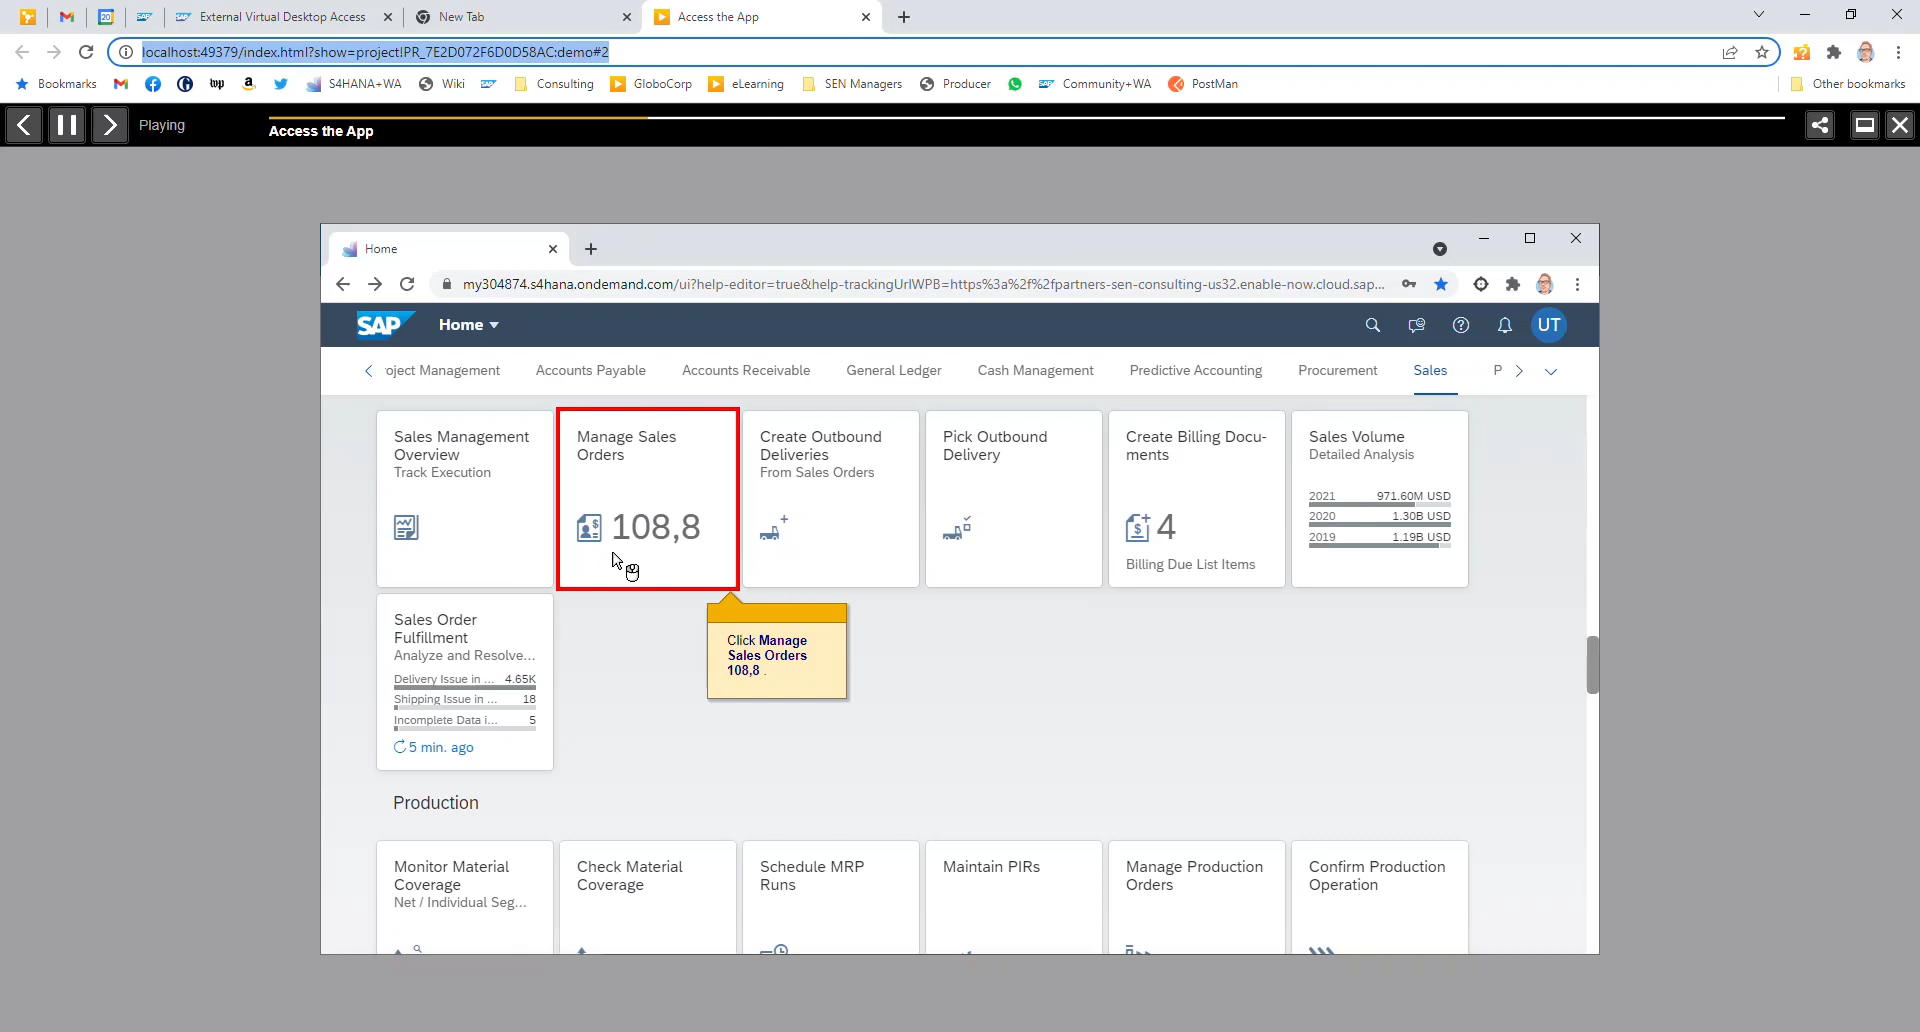 External Virtual Desktop Access
New Tab
Access the App
localhost:49379/index.html?show=project!PR_7E2D072F6D0D58AC:demo#2
Bookmarks
S4HANA+WA
Wiki
Consulting
GloboCorp
eLearning
SEN Managers
Producer
Community+WA
PostMan
Other bookmarks
Playing
Access the App
Home
my304874.s4hana.ondemand.com/ui?help-editor=true&help-trackingUrlWPB=https%3a%2f%2fpartners-sen-consulting-us32.enable-now.cloud.sap...
SAP
Home
UT
oject Management
Accounts Payable
Accounts Receivable
General Ledger
Cash Management
Predictive Accounting
Procurement
Sales
P
Sales Management
Overview
Track Execution
Manage Sales
Orders
108,8
Create Outbound
Deliveries
From Sales Orders
Pick Outbound
Delivery
Create Billing Docu-
ments
4
Billing Due List Items
Sales Volume
Detailed Analysis
2021 971.60M USD
2020 1.30B USD
2019 1.19B USD
Sales Order
Fulfillment
Analyze and Resolve...
Delivery Issue in ... 4.65K
Shipping Issue in ... 18
Incomplete Data i... 5
5 min. ago
Click Manage
Sales Orders
108,8 .
Production
Monitor Material
Coverage
Net / Individual Seg...
Check Material
Coverage
Schedule MRP
Runs
Maintain PIRs
Manage Production
Orders
Confirm Production
Operation